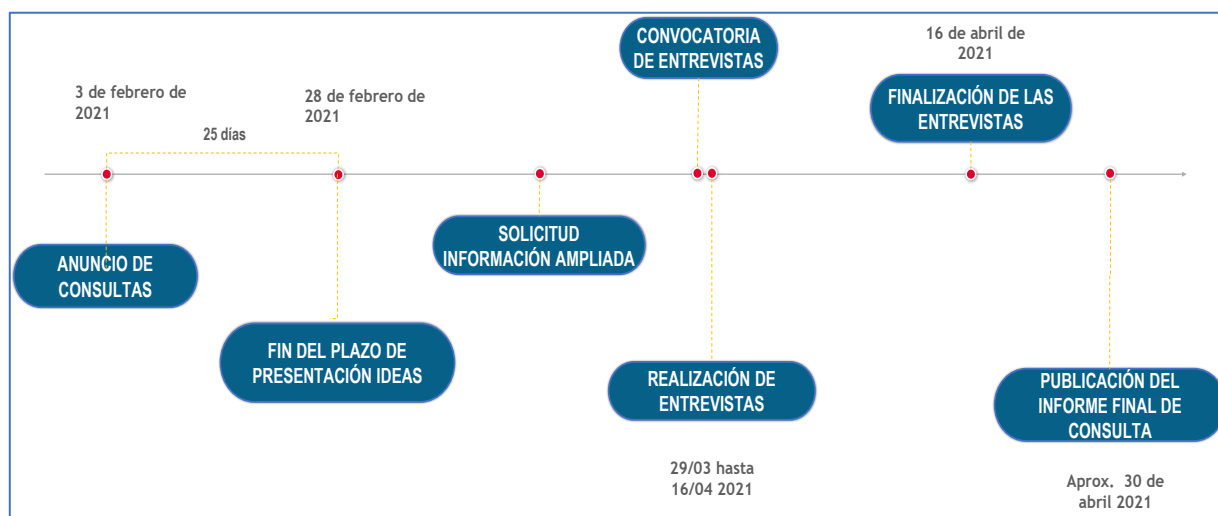 CONVOCATORIA
DE ENTREVISTAS
16 de abril de
2021
3 de febrero de
2021
28 de febrero de
2021
25 días
FINALIZACIÓN DE LAS
ENTREVISTAS
SOLICITUD
INFORMACIÓN AMPLIADA
ANUNCIO DE
CONSULTAS
FIN DEL PLAZO DE
PRESENTACIÓN IDEAS
REALIZACIÓN DE
ENTREVISTAS
PUBLICACIÓN DEL
INFORME FINAL DE
CONSULTA
29/03 hasta
16/04 2021
Aprox. 30 de
abril 2021